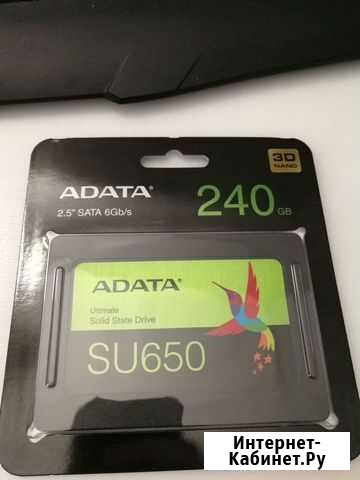 3D
NAND
ADATA
2.5" SATA 6Gb/s
240 GB
ADATA
Ultimate
Solid State Drive
SU650
Интернет-
Кабинет.Ру